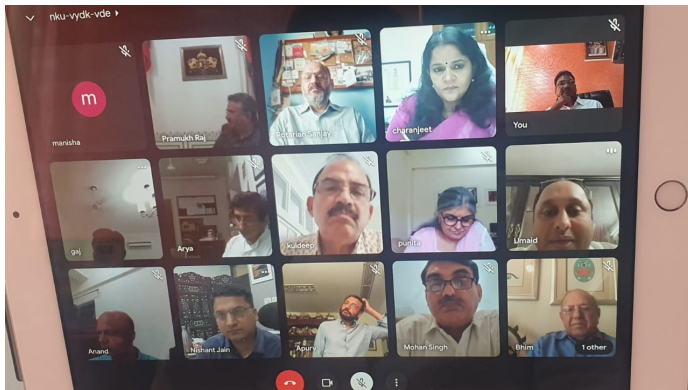 nku-vydk-vde
m
manisha
Pramukh Raj
Rotarian Sanjay
charanjeet
You
gaj
Arya
kuldeep
punita
Umaid
Anand
Nishant Jain
Apurv
Mohan Singh
Bhim
1 other